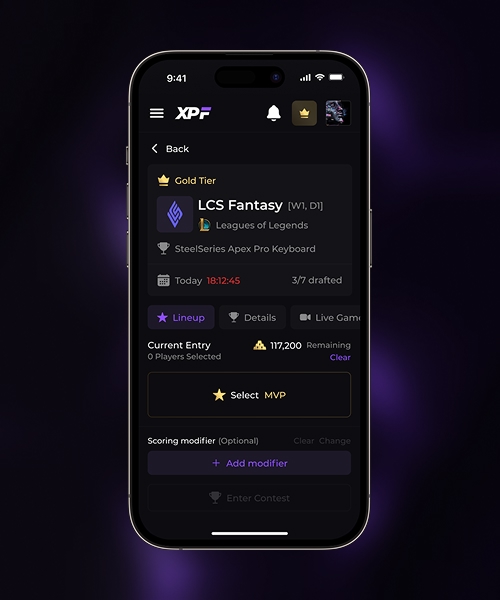 9:41
XPF
Back
Gold Tier
LCS Fantasy [W1, D1]
Leagues of Legends
SteelSeries Apex Pro Keyboard
Today 18:12:45 3/7 drafted
Lineup Details Live Game
Current Entry 117,200 Remaining
0 Players Selected Clear
Select MVP
Scoring modifier (Optional) Clear Change
+ Add modifier
Enter Contest